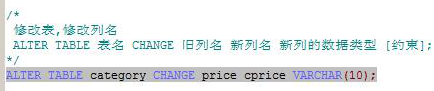 /*
修改表,修改列名
ALTER TABLE 表名 CHANGE 旧列名 新列名 新列的数据类型 [约束];
*/
ALTER TABLE category CHANGE price cprice VARCHAR(10);